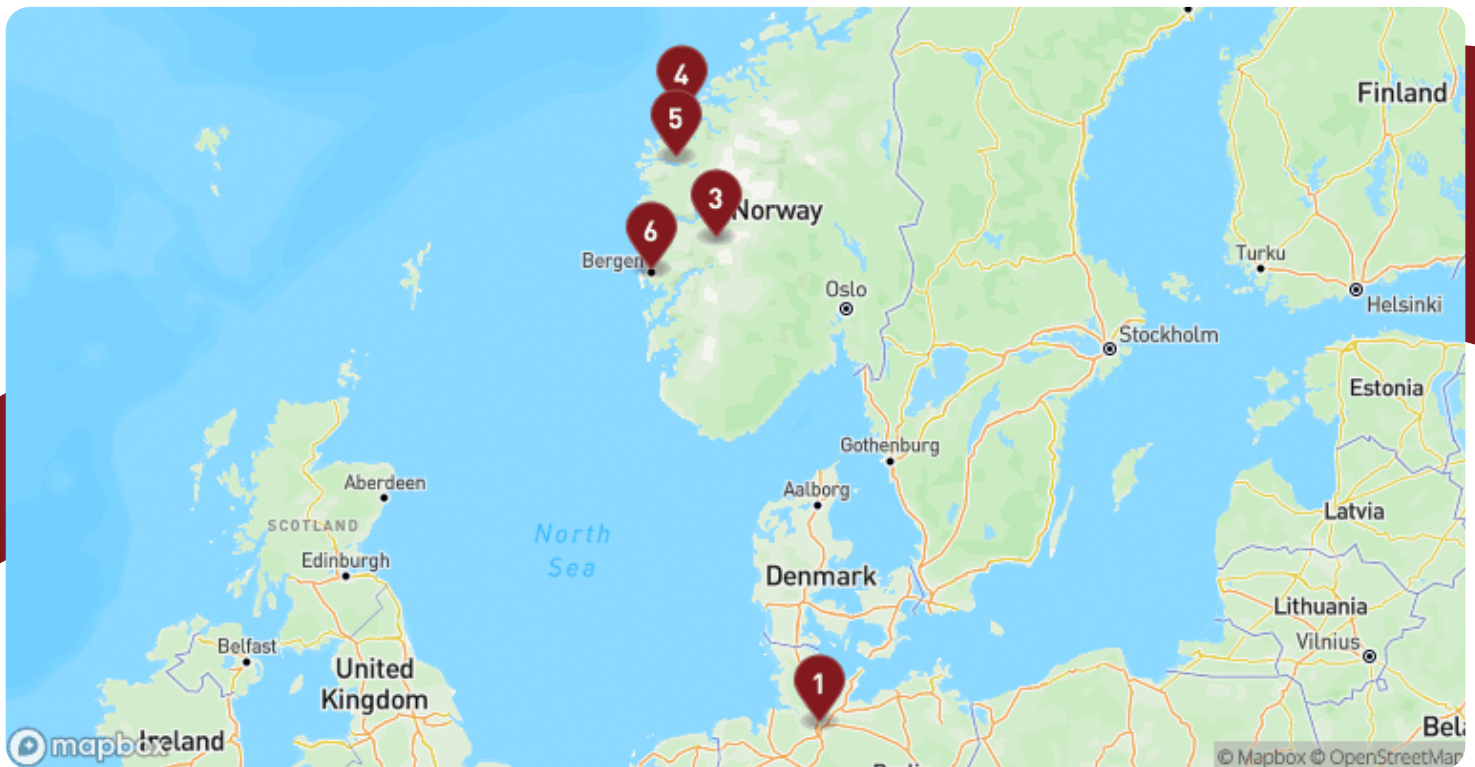 4
Finland
5
3
Norway
6
Bergen
Turku
Oslo
Helsinki
Stockholm
Estonia
Gothenburg
Aberdeen
Aalborg
Latvia
SCOTLAND
North
Sea
Edinburgh
Denmark
Lithuania
Vilnius
Belfast
United
Kingdom
1
Ireland
mapbox
Bela
© Mapbox © OpenStreetMap